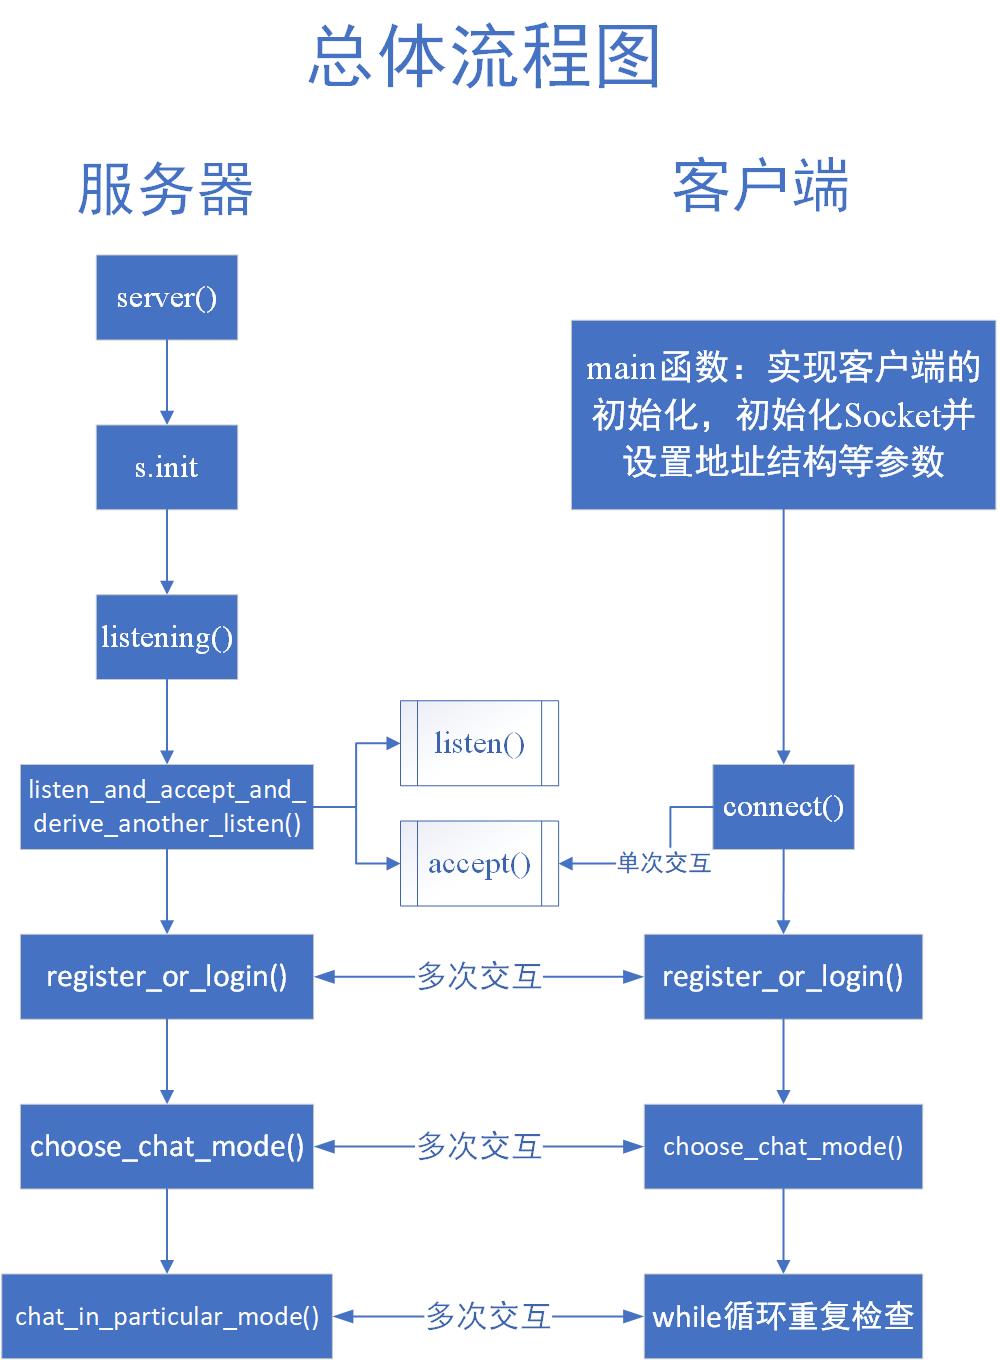 总体流程图
服务器
客户端
server()
main函数：实现客户端的
初始化，初始化Socket并
设置地址结构等参数
s.init
listening()
listen()
listen_and_accept_and_
derive_another_listen()
connect()
accept()
单次交互
register_or_login()
多次交互
register_or_login()
choose_chat_mode()
多次交互
choose_chat_mode()
chat_in_particular_mode()
多次交互
while循环重复检查